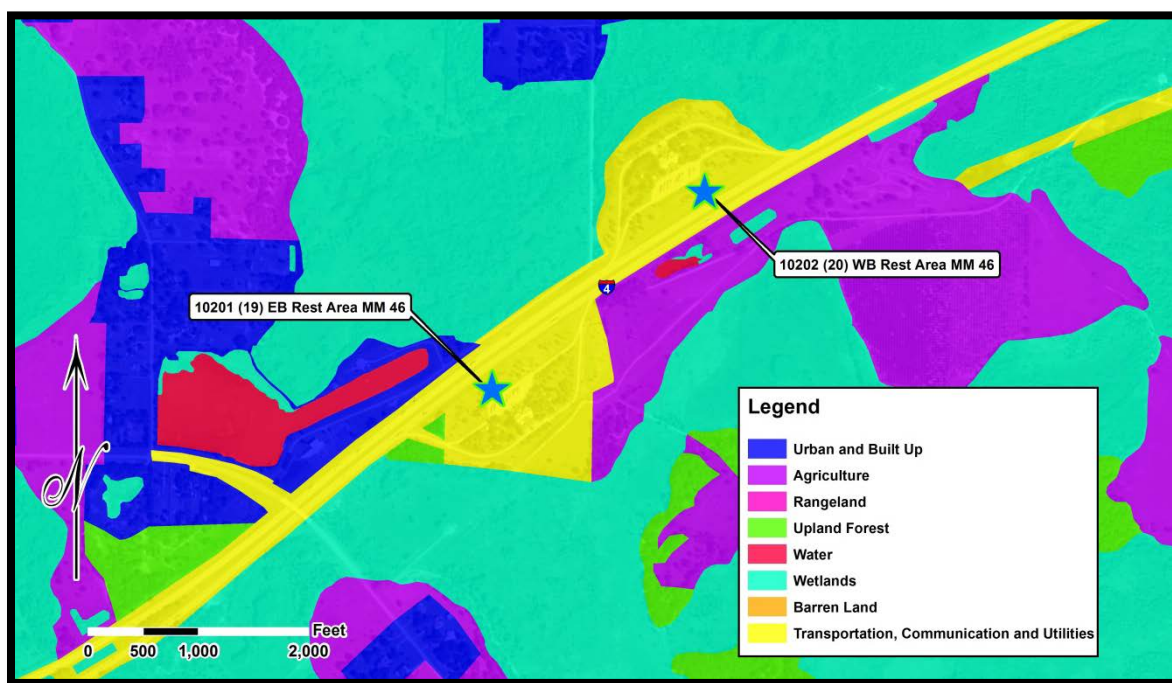 10202 (20) WB Rest Area MM 46
4
10201 (19) EB Rest Area MM 46
N
Legend
Urban and Built Up
Agriculture
Rangeland
Upland Forest
Water
Wetlands
Barren Land
Transportation, Communication and Utilities
Feet
0 500 1,000 2,000